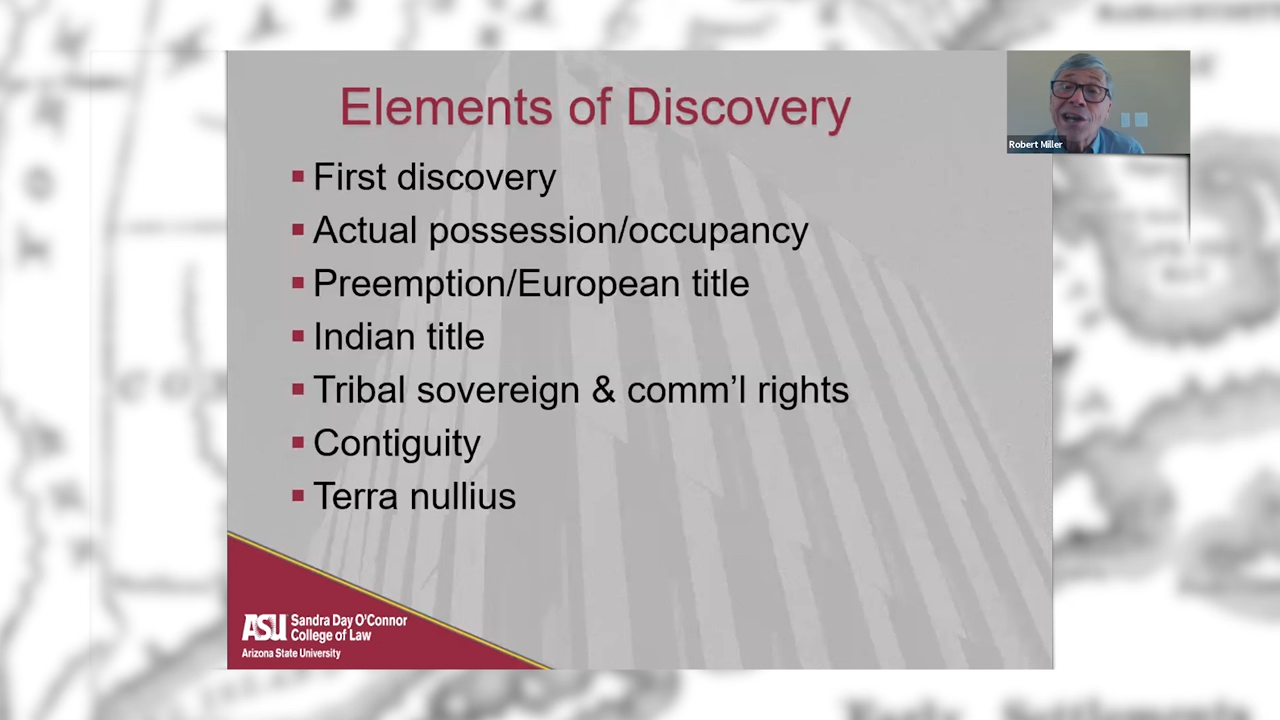 Elements of Discovery
First discovery
Actual possession/occupancy
Preemption/European title
Indian title
Tribal sovereign & comm’l rights
Contiguity
Terra nullius
Robert Miller
ASU Sandra Day O’Connor
College of Law
Arizona State University